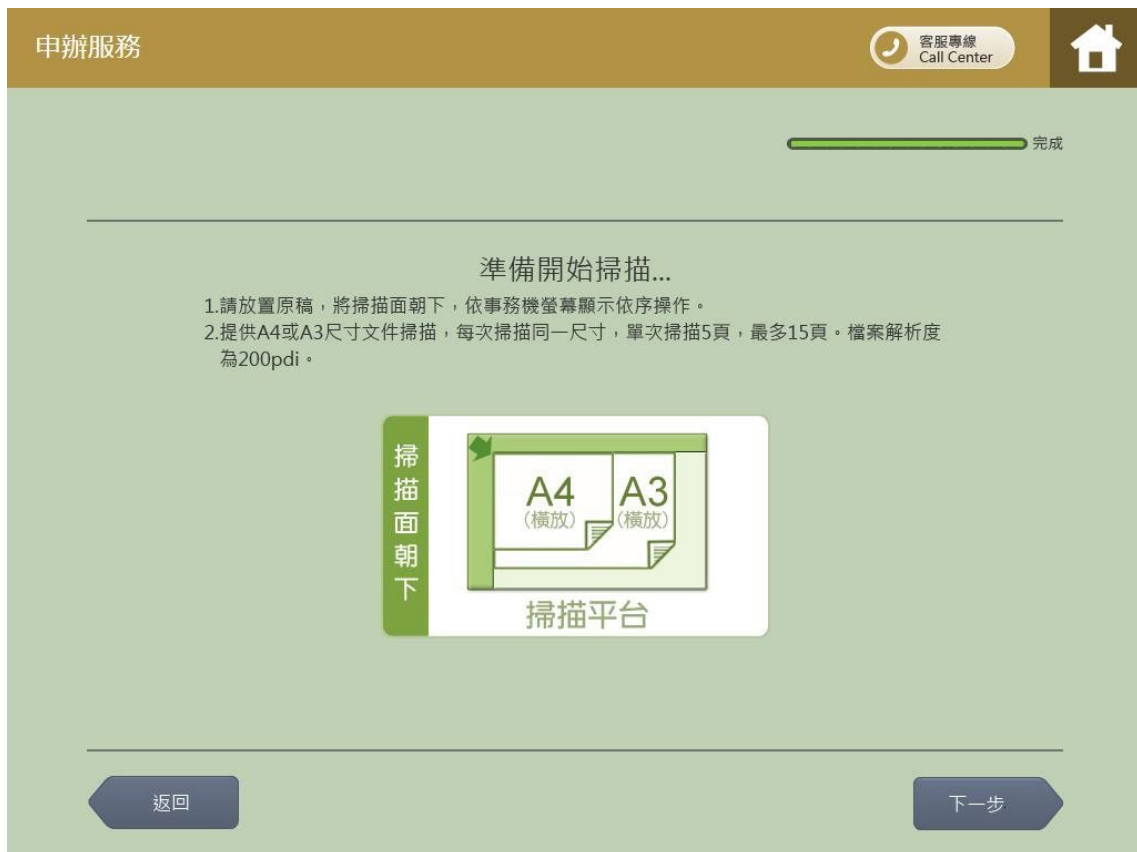 申辦服務
客服專線
Call Center
完成
準備開始掃描...
1.請放置原稿，將掃描面朝下，依事務機螢幕顯示依序操作。
2.提供A4或A3尺寸文件掃描，每次掃描同一尺寸，單次掃描5頁，最多15頁。檔案解析度
為200pdi。
掃描面朝下
A4
(橫放)
A3
(橫放)
掃描平台
返回
下一步